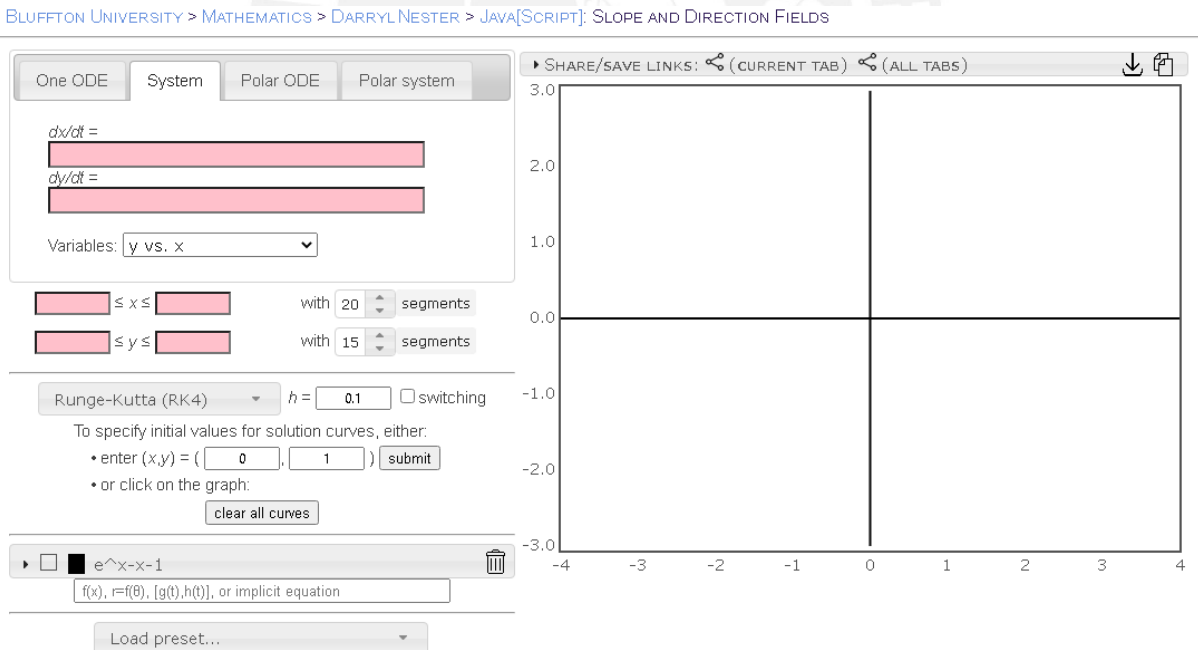 Bluffton University > Mathematics > Darryl Nester > Java[Script]: Slope and Direction Fields
One ODE System Polar ODE Polar system
dx/dt =
dy/dt =
Variables: y vs. x
≤ x ≤ with 20 segments
≤ y ≤ with 15 segments
Runge-Kutta (RK4) h = 0.1 switching
To specify initial values for solution curves, either:
• enter (x,y) = ( 0 , 1 ) submit
• or click on the graph:
clear all curves
e^x-x-1
f(x), r=f(θ), [g(t),h(t)], or implicit equation
Load preset...
Share/save links: (current tab) (all tabs)
3.0
2.0
1.0
0.0
-1.0
-2.0
-3.0
-4 -3 -2 -1 0 1 2 3 4